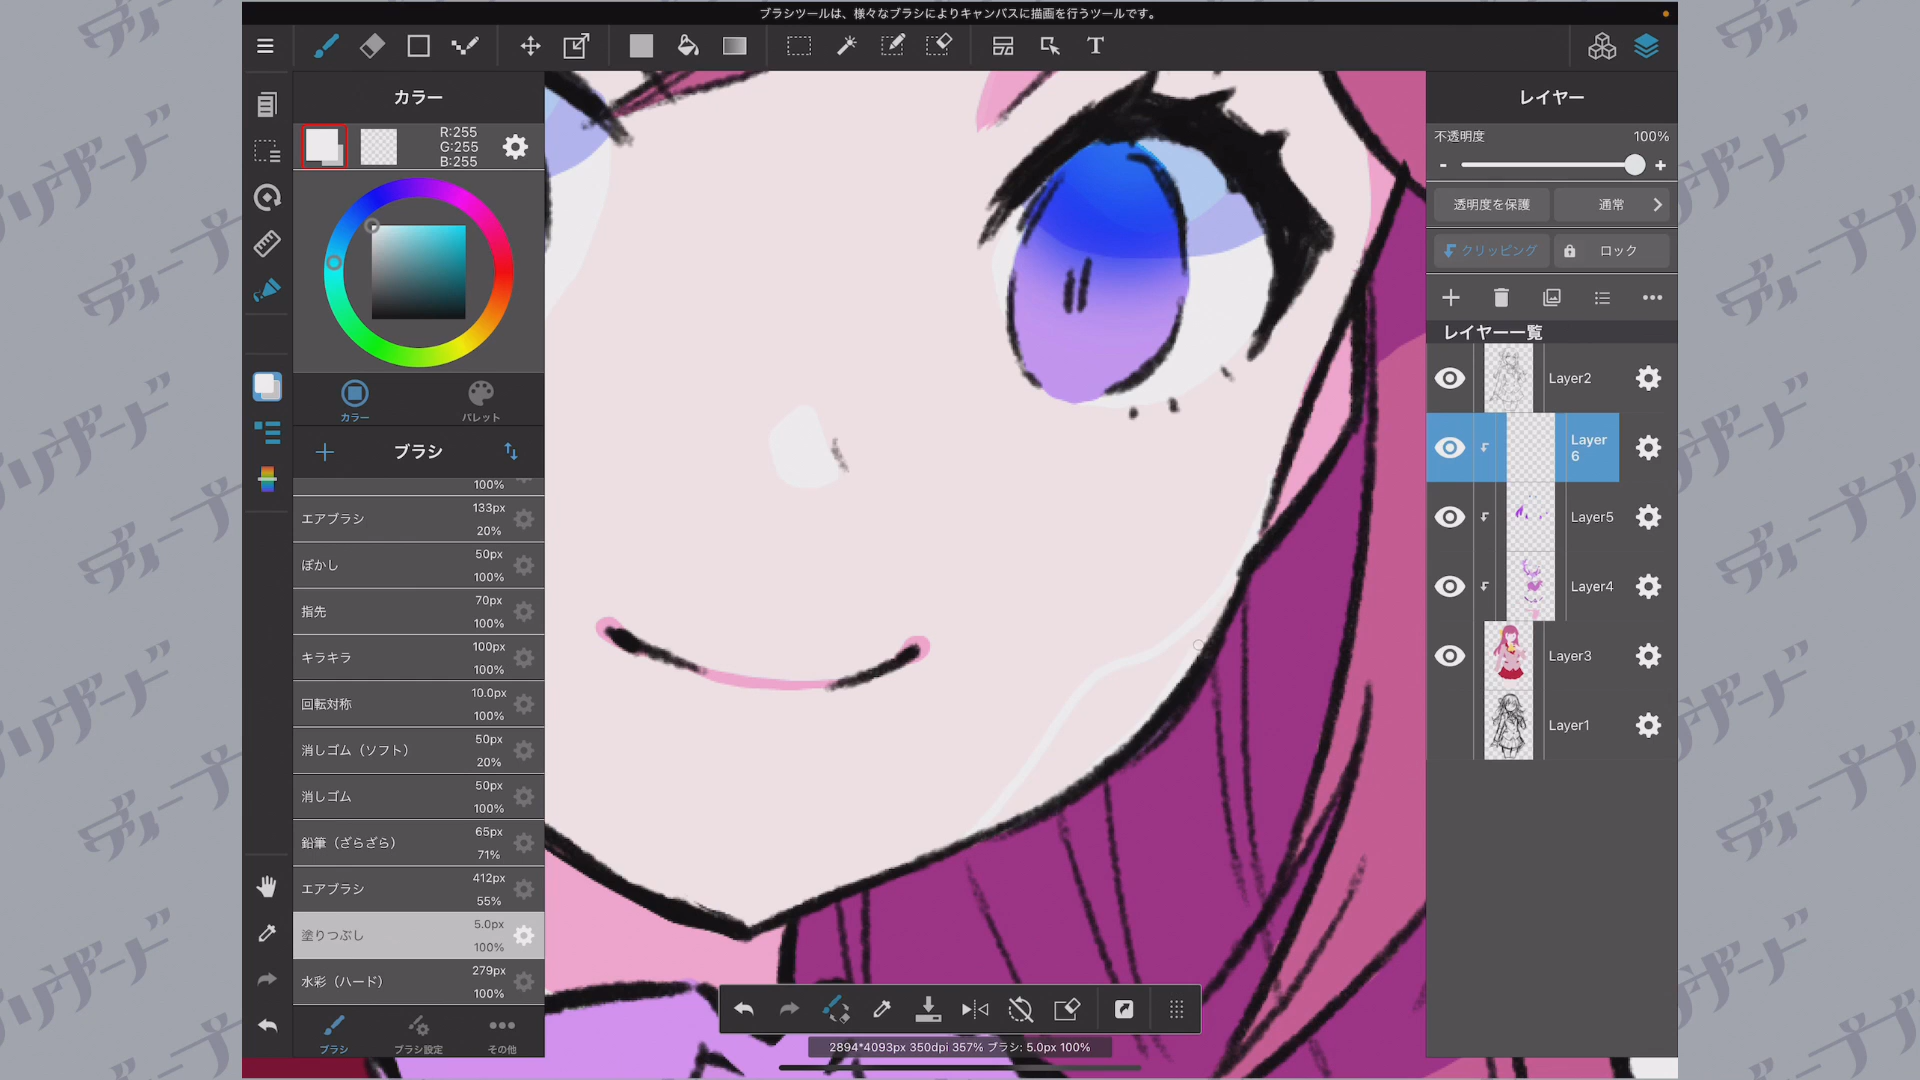 ブラシツールは、様々なブラシによりキャンバスに描画を行うツールです。
カラー
R:255
G:255
B:255
カラー
パレット
ブラシ
100%
エアブラシ
133px
20%
ぼかし
50px
100%
指先
70px
100%
キラキラ
100px
100%
回転対称
10.0px
100%
消しゴム（ソフト）
50px
20%
消しゴム
50px
100%
鉛筆（ざらざら）
65px
71%
エアブラシ
412px
55%
塗りつぶし
5.0px
100%
水彩（ハード）
279px
100%
ブラシ
ブラシ設定
その他
2894*4093px 350dpi 357% ブラシ: 5.0px 100%
レイヤー
不透明度
100%
透明度を保護
通常
クリッピング
ロック
レイヤー一覧
Layer2
Layer
6
Layer5
Layer4
Layer3
Layer1